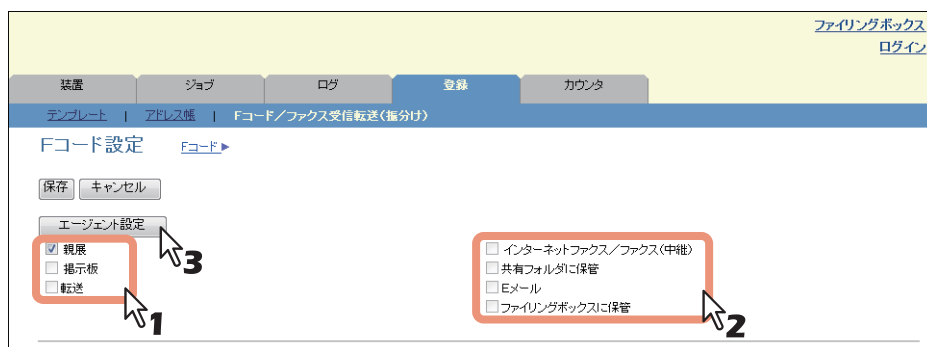 ファイリングボックス
ログイン
装置 ジョブ ログ 登録 カウンタ
テンプレート | アドレス帳 | Fコード/ファクス受信転送(振分け)
Fコード設定 Fコード▶
保存 キャンセル
エージェント設定
親展
掲示板
転送
1
3
インターネットファクス/ファクス(中継)
共有フォルダに保管
Eメール
ファイリングボックスに保管
2